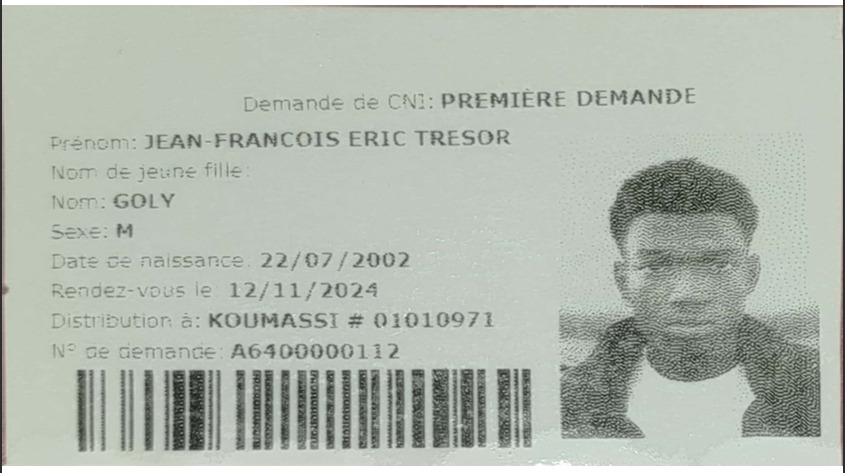 Demande de CNI: PREMIÈRE DEMANDE
Prénom: JEAN-FRANCOIS ERIC TRESOR
Nom de jeune fille:
Nom: GOLY
Sexe: M
Date de naissance: 22/07/2002
Rendez-vous le 12/11/2024
Distribution à: KOUMASSI # 01010971
N° de demande: A6400000112